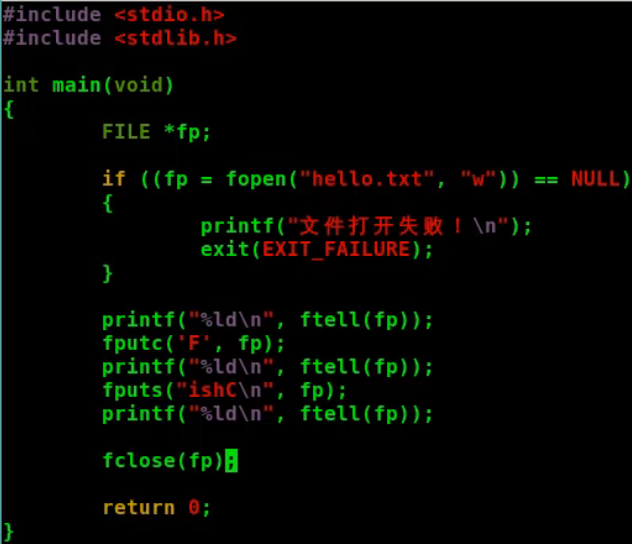 #include <stdio.h>
#include <stdlib.h>
int main(void)
{
FILE *fp;
if ((fp = fopen("hello.txt", "w")) == NULL)
{
printf("文件打开失败！\n");
exit(EXIT_FAILURE);
}
printf("%ld\n", ftell(fp));
fputc('F', fp);
printf("%ld\n", ftell(fp));
fputs("ishC\n", fp);
printf("%ld\n", ftell(fp));
fclose(fp);
return 0;
}